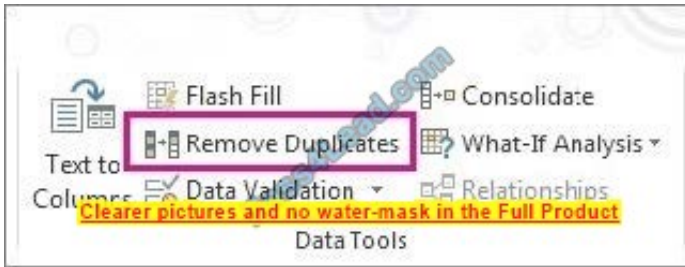 Flash Fill
Consolidate
Remove Duplicates
What-If Analysis
Text to
Columns
Data Validation
Relationships
Clearer pictures and no water-mask in the Full Product
Data Tools